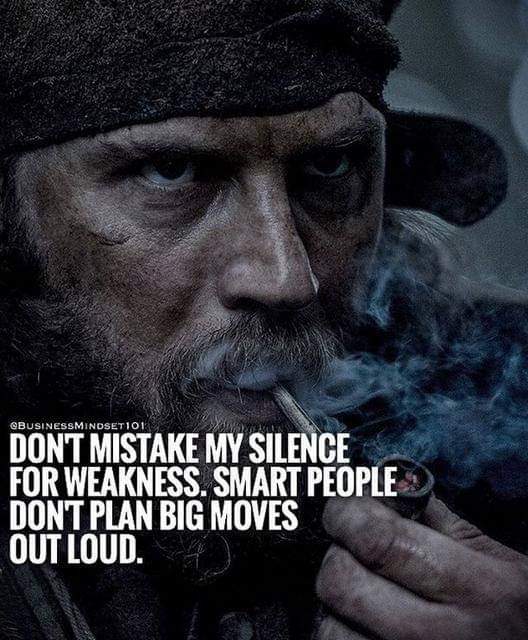 @BUSINESSMINDSET101
DON'T MISTAKE MY SILENCE
FOR WEAKNESS. SMART PEOPLE
DON'T PLAN BIG MOVES
OUT LOUD.